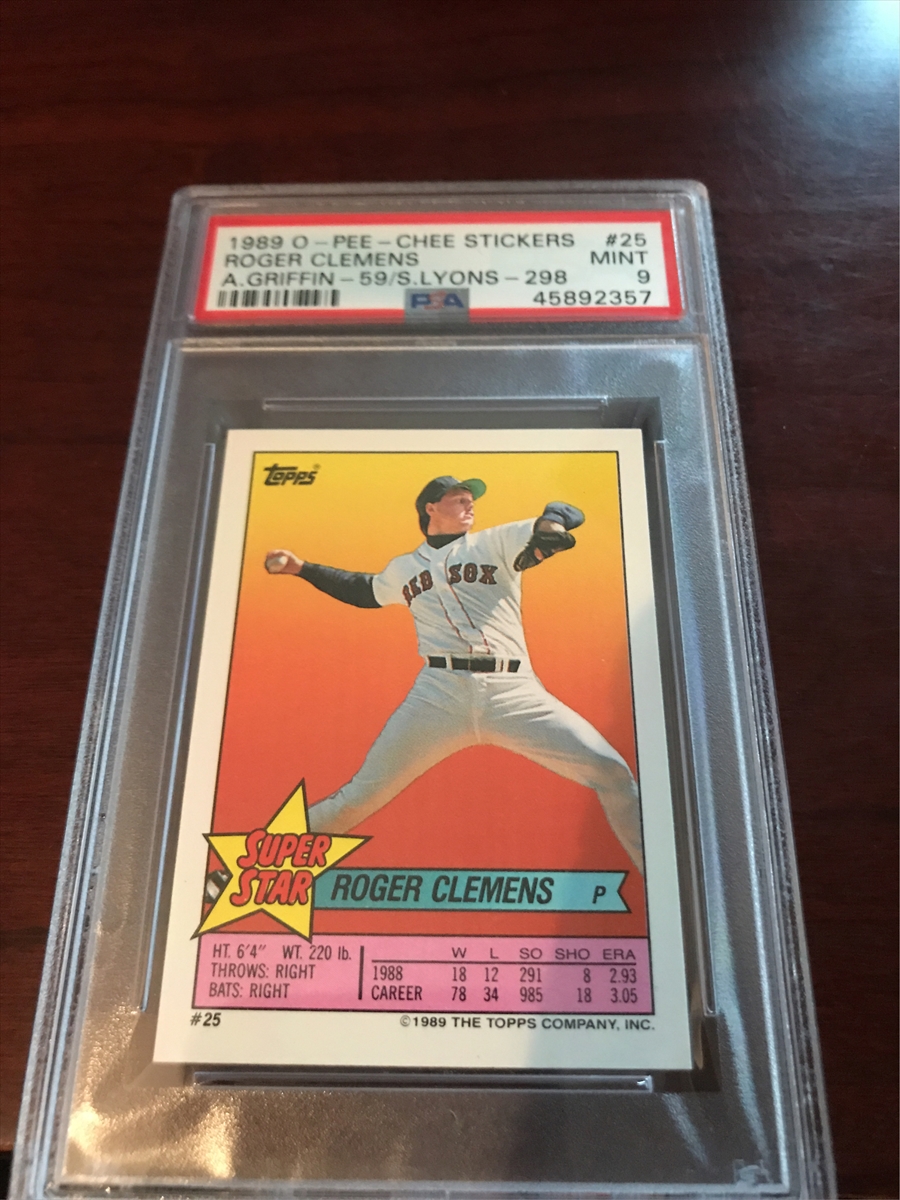 1989 O-PEE-CHEE STICKERS #25
ROGER CLEMENS MINT
A.GRIFFIN-59/S.LYONS-298 9
PSA 45892357
Topps®
RED SOX
SUPER
STAR
ROGER CLEMENS P
HT. 6'4" WT. 220 lb.
THROWS: RIGHT
BATS: RIGHT
W L SO SHO ERA
1988 18 12 291 8 2.93
CAREER 78 34 985 18 3.05
#25 ©1989 THE TOPPS COMPANY, INC.